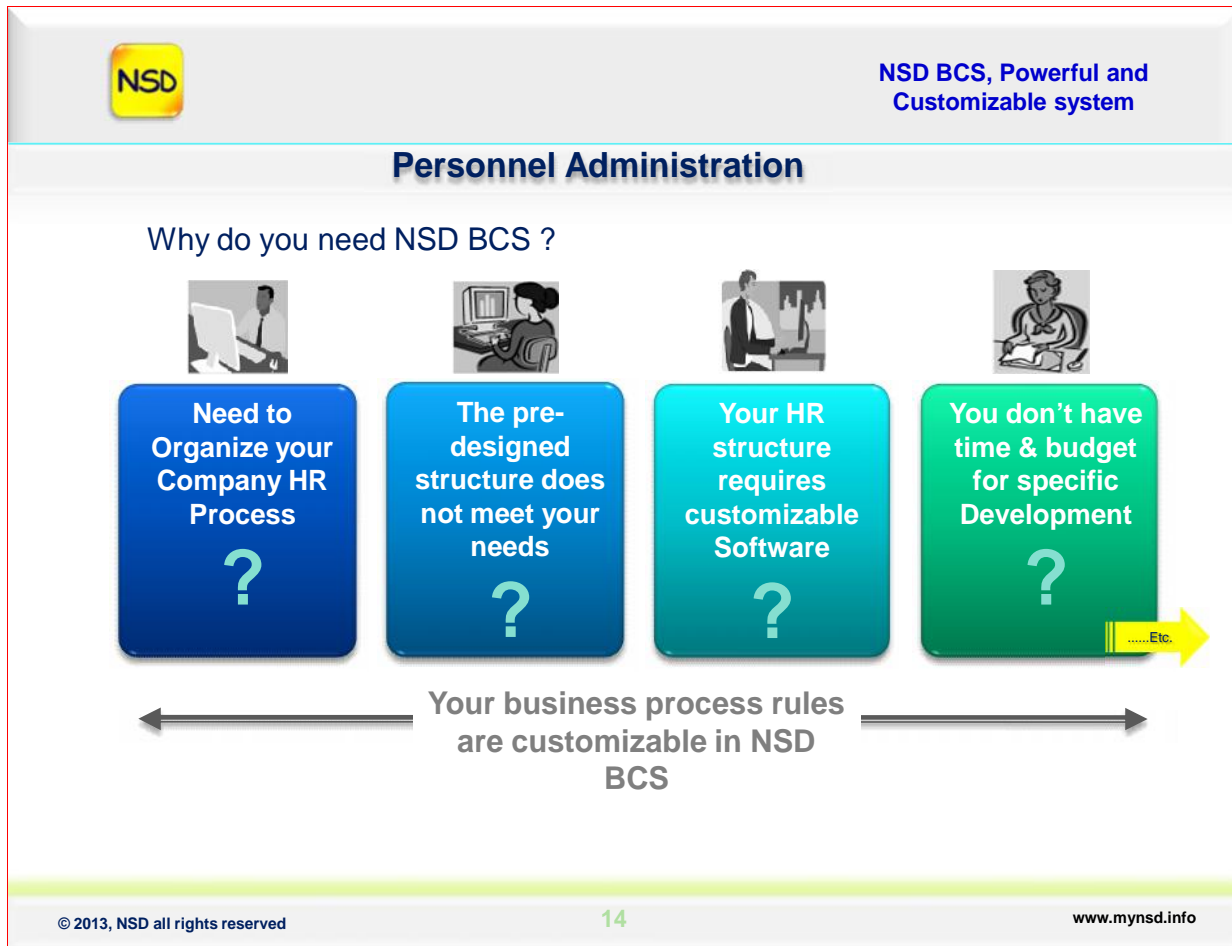 NSD
NSD BCS, Powerful and
Customizable system
Personnel Administration
Why do you need NSD BCS ?
Need to
Organize your
Company HR
Process
?
The pre-
designed
structure does
not meet your
needs
?
Your HR
structure
requires
customizable
Software
?
You don’t have
time & budget
for specific
Development
?
......Etc.
Your business process rules
are customizable in NSD
BCS
© 2013, NSD all rights reserved
14
www.mynsd.info